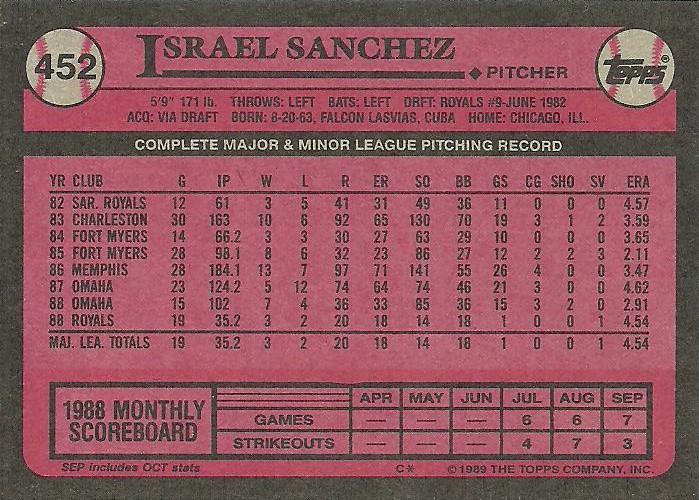 452
ISRAEL SANCHEZ
PITCHER
Topps®
5'9" 171 lb. THROWS: LEFT BATS: LEFT DRFT: ROYALS #9-JUNE 1982
ACQ: VIA DRAFT BORN: 8-20-63, FALCON LASVIAS, CUBA HOME: CHICAGO, ILL.
COMPLETE MAJOR & MINOR LEAGUE PITCHING RECORD
YR CLUB G IP W L R ER SO BB GS CG SHO SV ERA
82 SAR. ROYALS 12 61 3 5 41 31 49 36 11 0 0 0 4.57
83 CHARLESTON 30 163 10 6 92 65 130 70 19 3 1 2 3.59
84 FORT MYERS 14 66.2 3 3 30 27 63 29 10 0 0 0 3.65
85 FORT MYERS 28 98.1 8 6 32 23 86 27 12 2 2 3 2.11
86 MEMPHIS 28 184.1 13 7 97 71 141 55 26 4 0 0 3.47
87 OMAHA 23 124.2 5 12 74 64 74 46 21 3 0 0 4.62
88 OMAHA 15 102 7 4 36 33 85 36 15 3 2 0 2.91
88 ROYALS 19 35.2 3 2 20 18 14 18 1 0 0 1 4.54
MAJ. LEA. TOTALS 19 35.2 3 2 20 18 14 18 1 0 0 1 4.54
1988 MONTHLY SCOREBOARD
APR MAY JUN JUL AUG SEP
GAMES — — — 6 6 7
STRIKEOUTS — — — 4 7 3
SEP includes OCT stats C* ©1989 THE TOPPS COMPANY, INC.